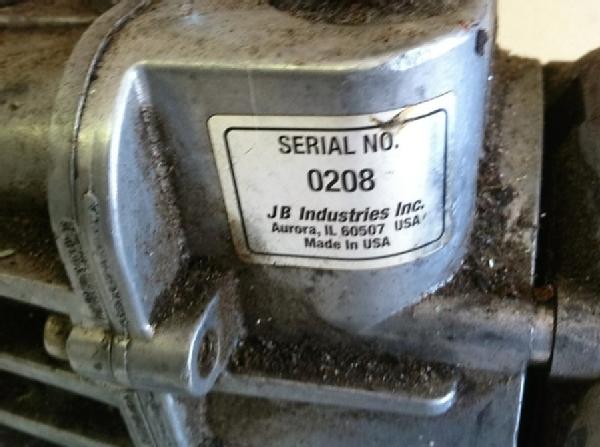 SERIAL NO.
0208
JB Industries Inc.
Aurora, IL 60507 USA
Made In USA